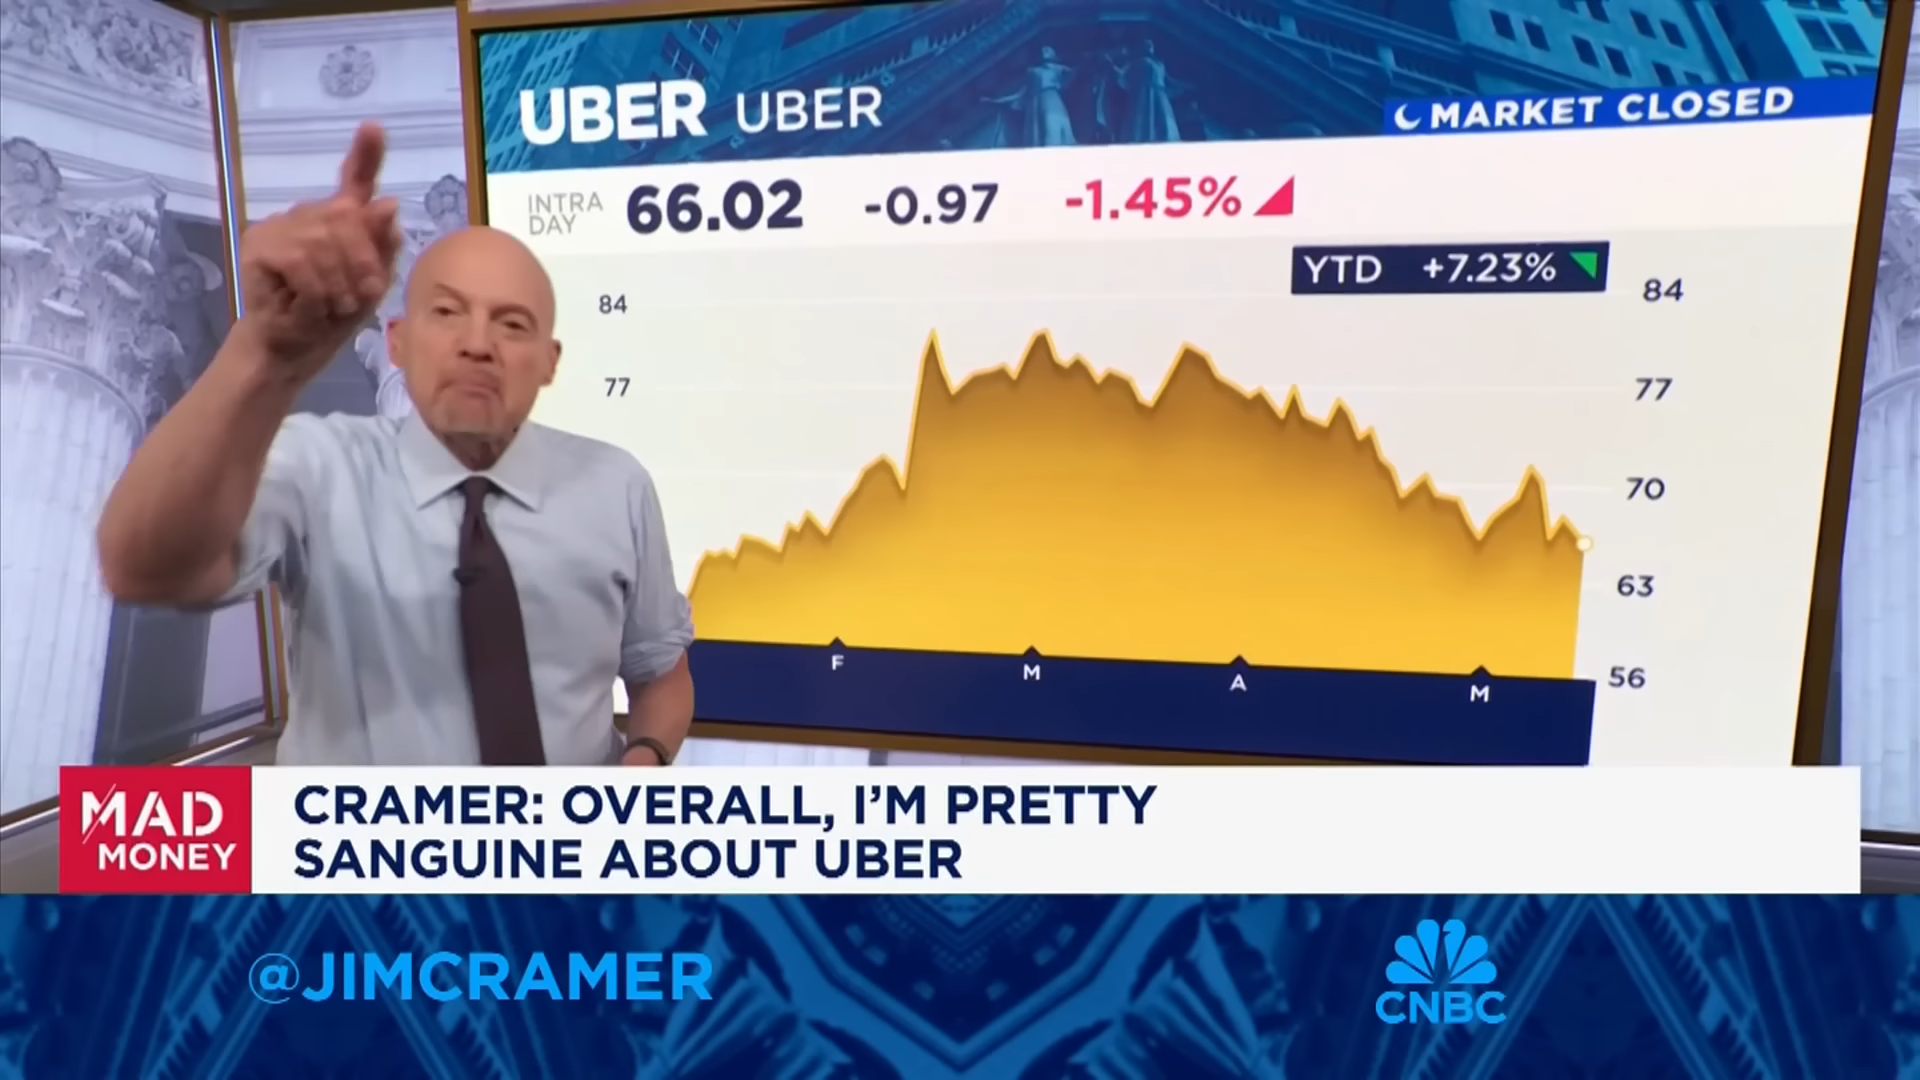 UBER UBER
MARKET CLOSED
INTRA DAY 66.02 -0.97 -1.45%
YTD +7.23%
84 84
77 77
70
63
56
F M A M
MAD MONEY
CRAMER: OVERALL, I'M PRETTY
SANGUINE ABOUT UBER
@JIMCRAMER
CNBC